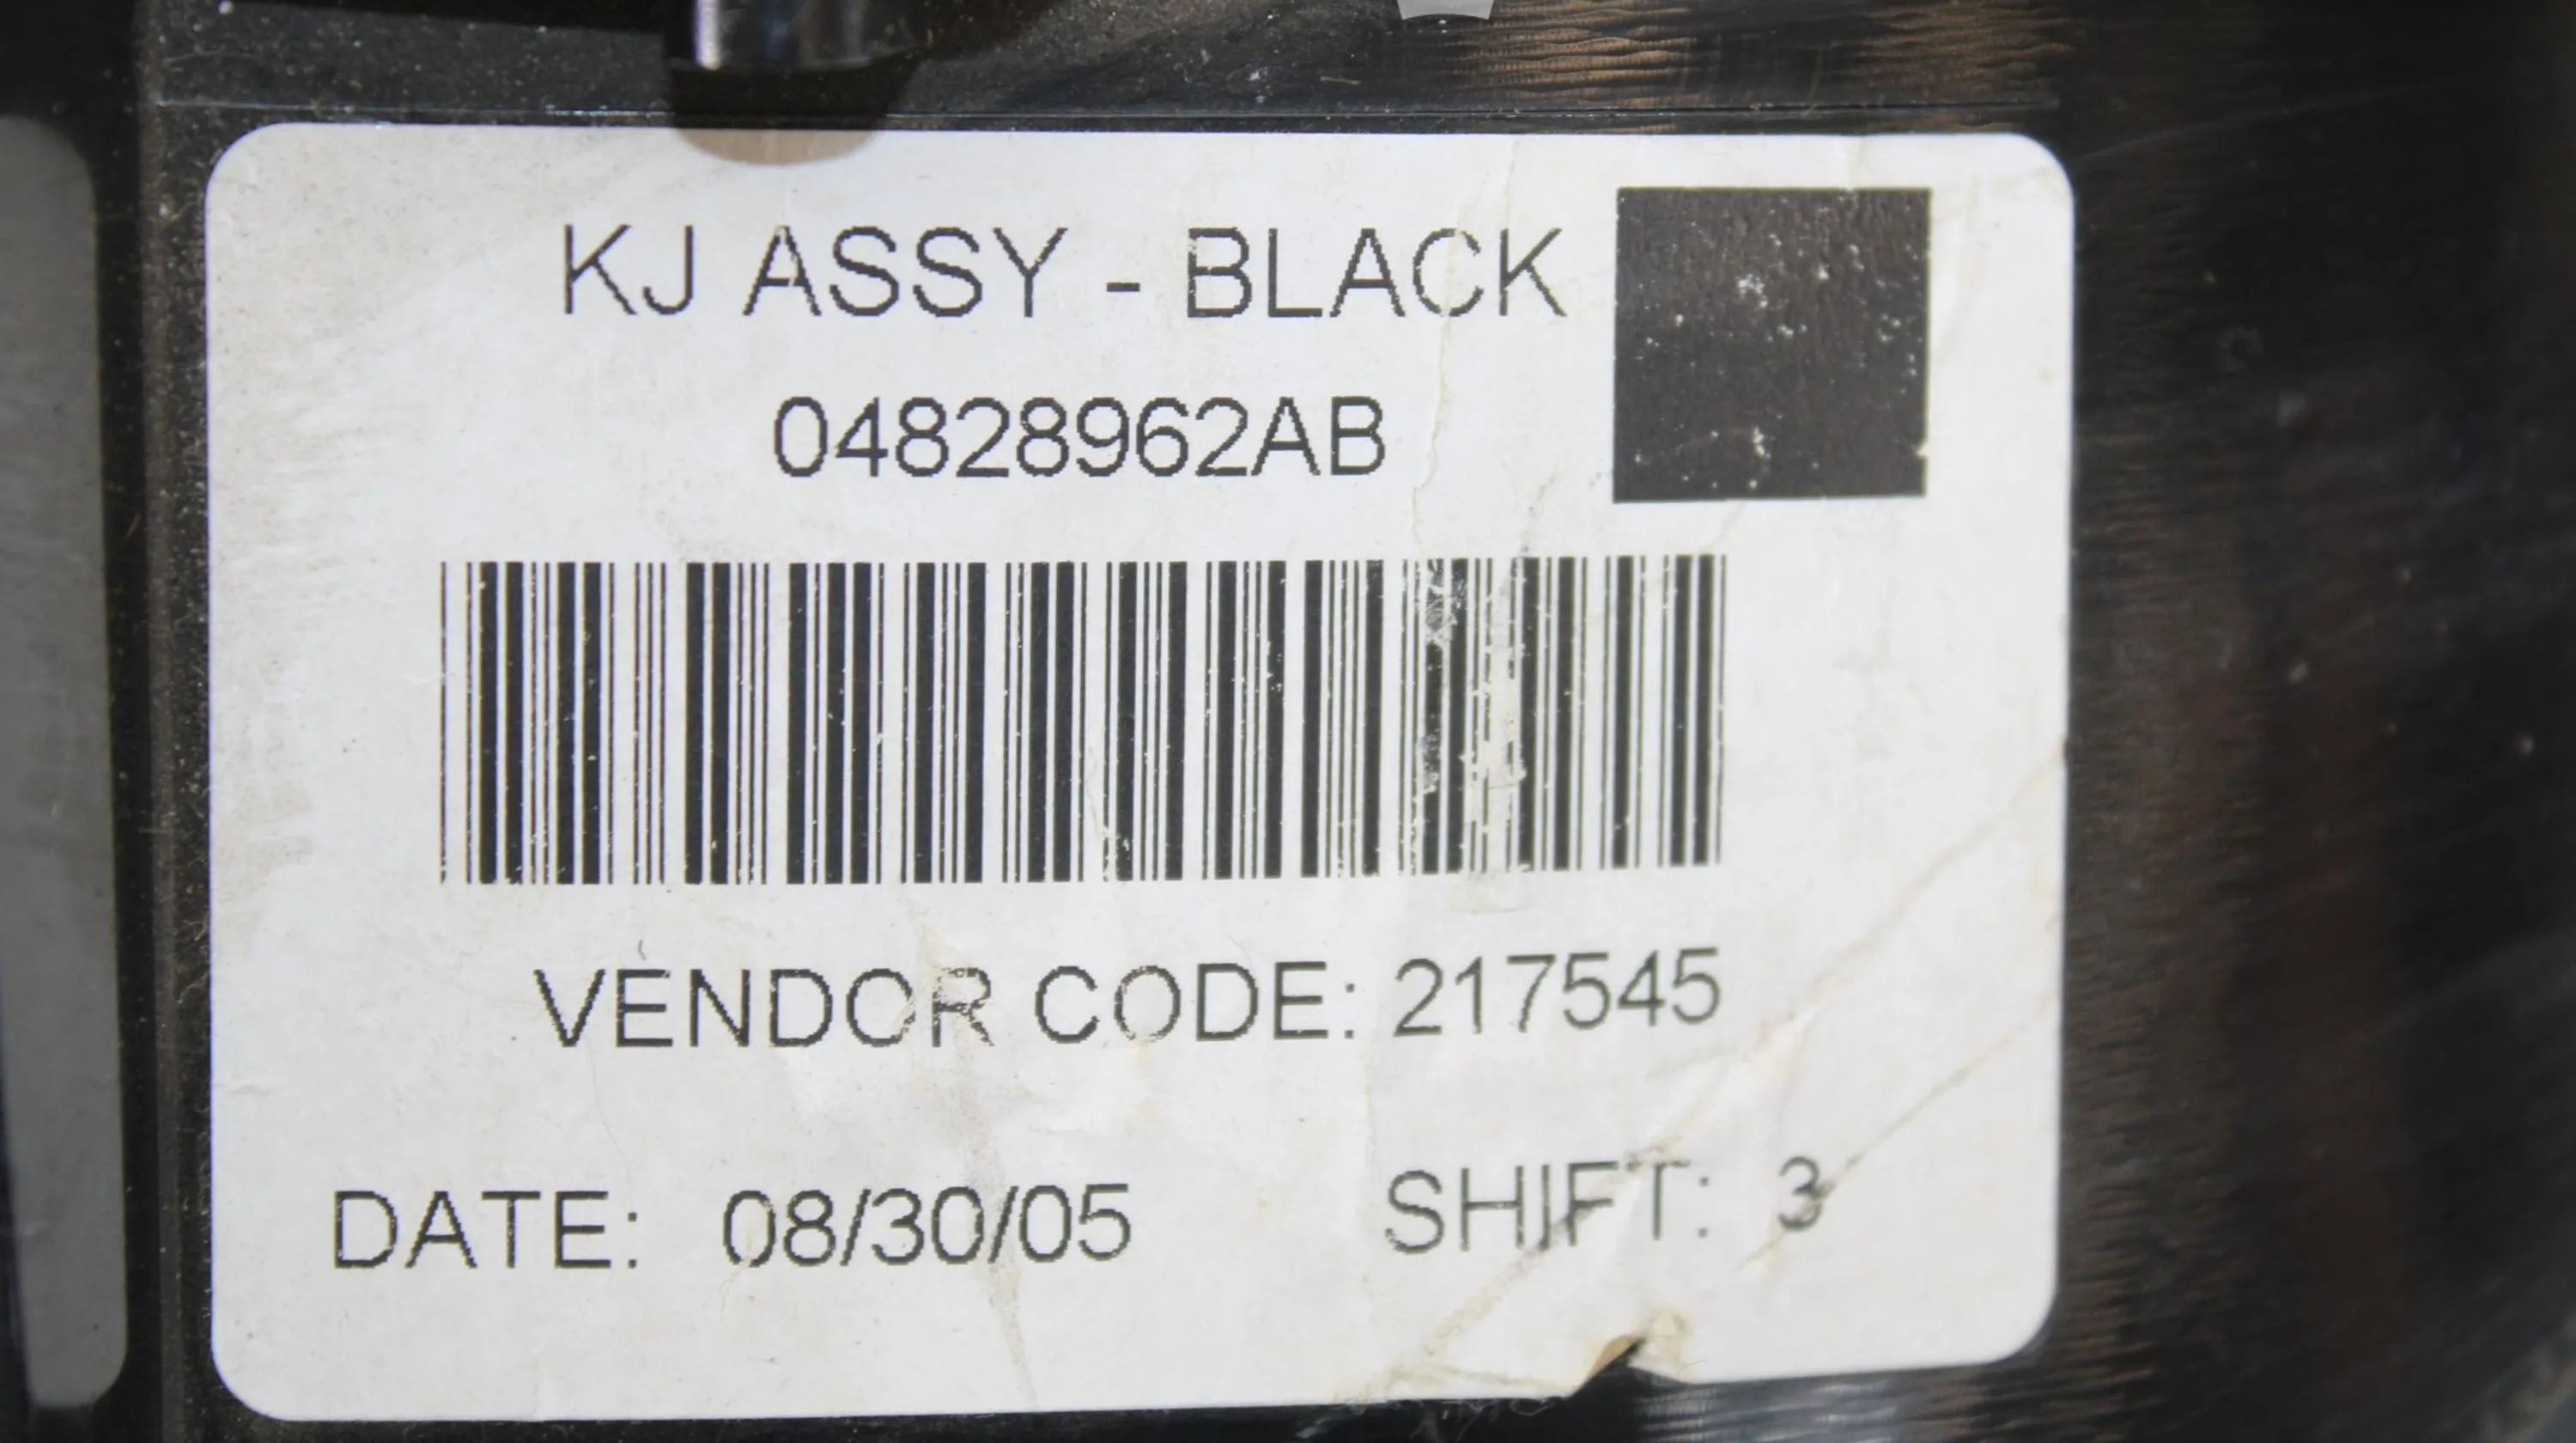 KJ ASSY - BLACK
04828962AB
VENDOR CODE: 217545
DATE: 08/30/05 SHIFT: 3